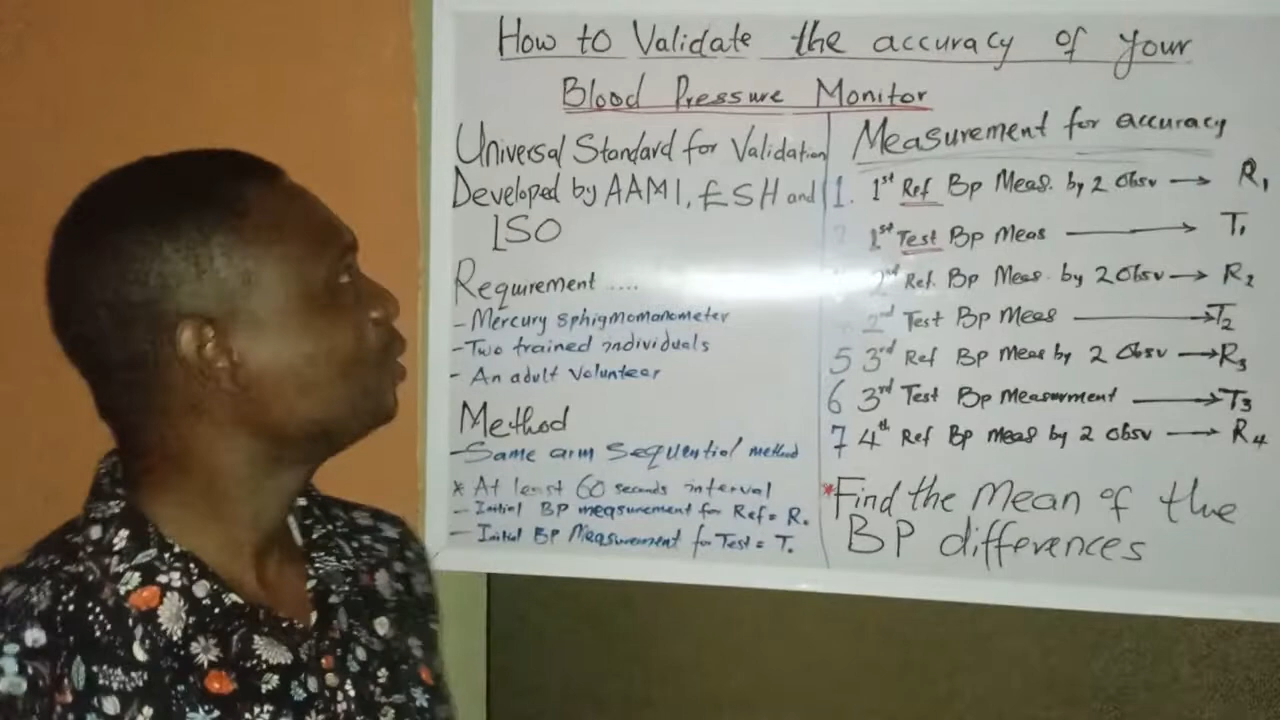 How to Validate the accuracy of your
Blood Pressure Monitor
Universal Standard for Validation
Developed by AAMI, ESH and
ISO
Requirement ....
- Mercury sphigmomanometer
- Two trained individuals
- An adult volunteer
Method
- Same arm Sequential method
* At least 60 seconds interval
- Initial BP measurement for Ref = R.
- Initial BP Measurement for Test = T.
Measurement for accuracy
1. 1st Ref Bp Meas. by 2 Obsv → R1
1st Test Bp Meas → T1
2nd Ref. Bp Meas. by 2 Obsv → R2
2nd Test Bp Meas → T2
5 3rd Ref Bp Meas by 2 Obsv → R3
6 3rd Test Bp Measurment → T3
7 4th Ref Bp meas by 2 obsv → R4
*Find the Mean of the
BP differences